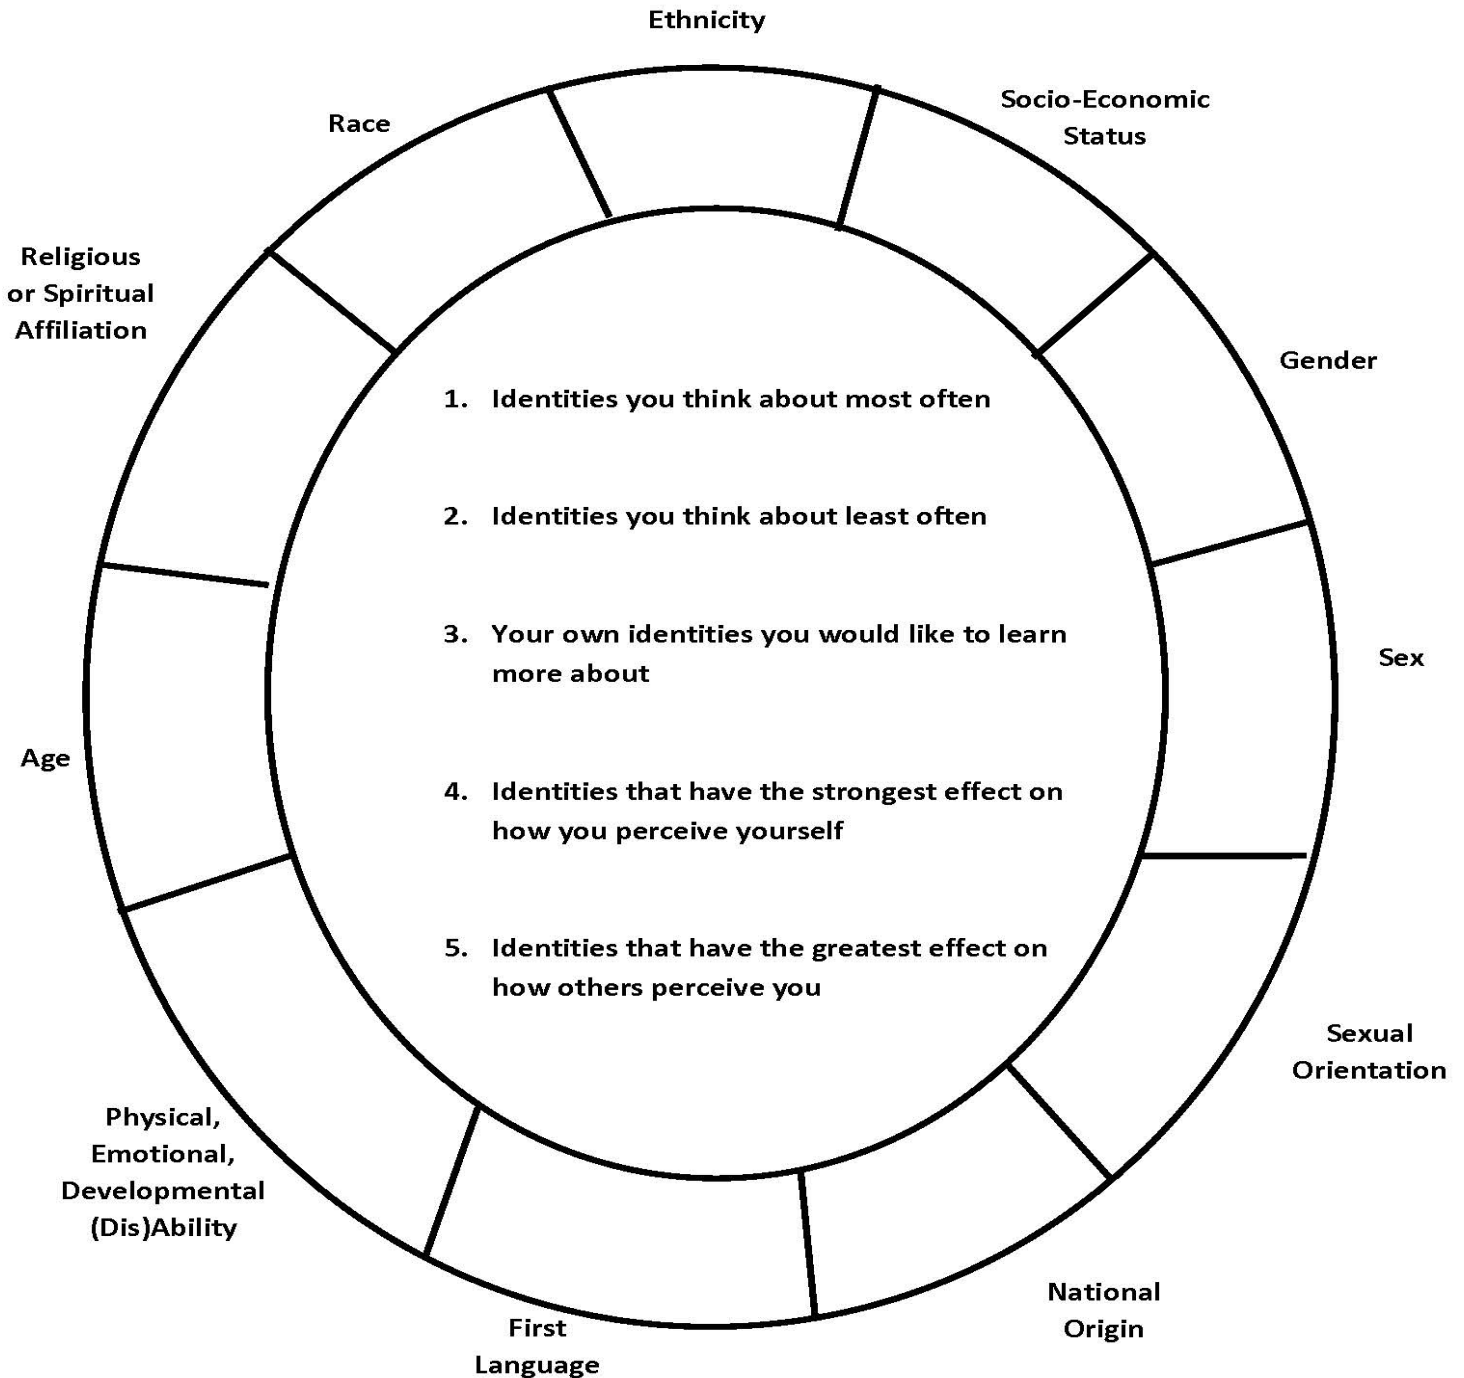 Ethnicity
Socio-Economic
Status
Race
Religious
or Spiritual
Affiliation
Gender
1. Identities you think about most often
2. Identities you think about least often
3. Your own identities you would like to learn
more about
Sex
Age
4. Identities that have the strongest effect on
how you perceive yourself
5. Identities that have the greatest effect on
how others perceive you
Sexual
Orientation
Physical,
Emotional,
Developmental
(Dis)Ability
National
Origin
First
Language